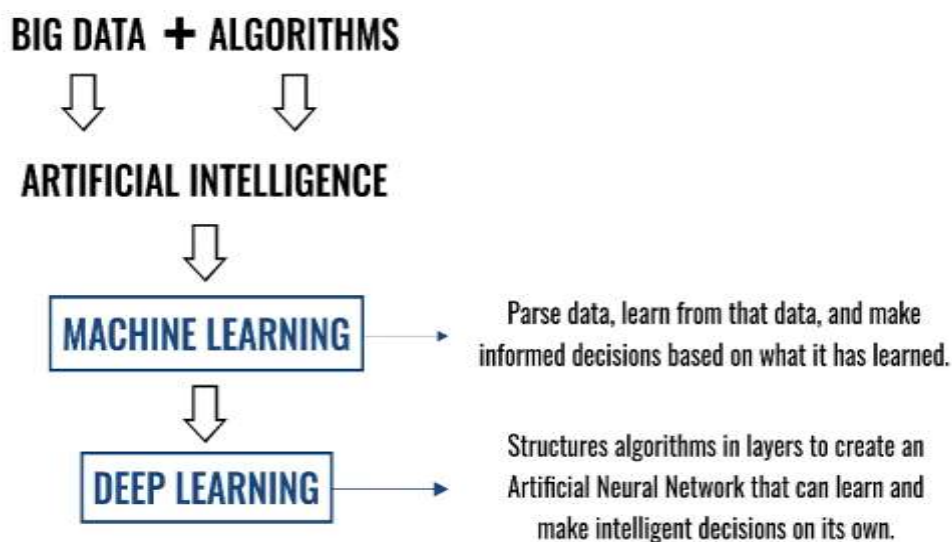 BIG DATA + ALGORITHMS
ARTIFICIAL INTELLIGENCE
MACHINE LEARNING
Parse data, learn from that data, and make
informed decisions based on what it has learned.
DEEP LEARNING
Structures algorithms in layers to create an
Artificial Neural Network that can learn and
make intelligent decisions on its own.